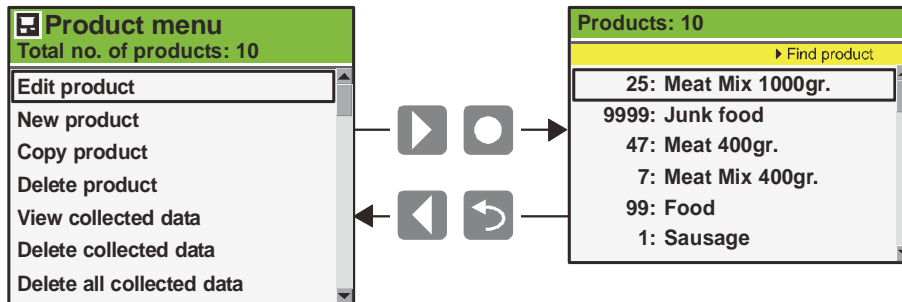 Product menu
Total no. of products: 10
Edit product
New product
Copy product
Delete product
View collected data
Delete collected data
Delete all collected data
Products: 10
Find product
25: Meat Mix 1000gr.
9999: Junk food
47: Meat 400gr.
7: Meat Mix 400gr.
99: Food
1: Sausage